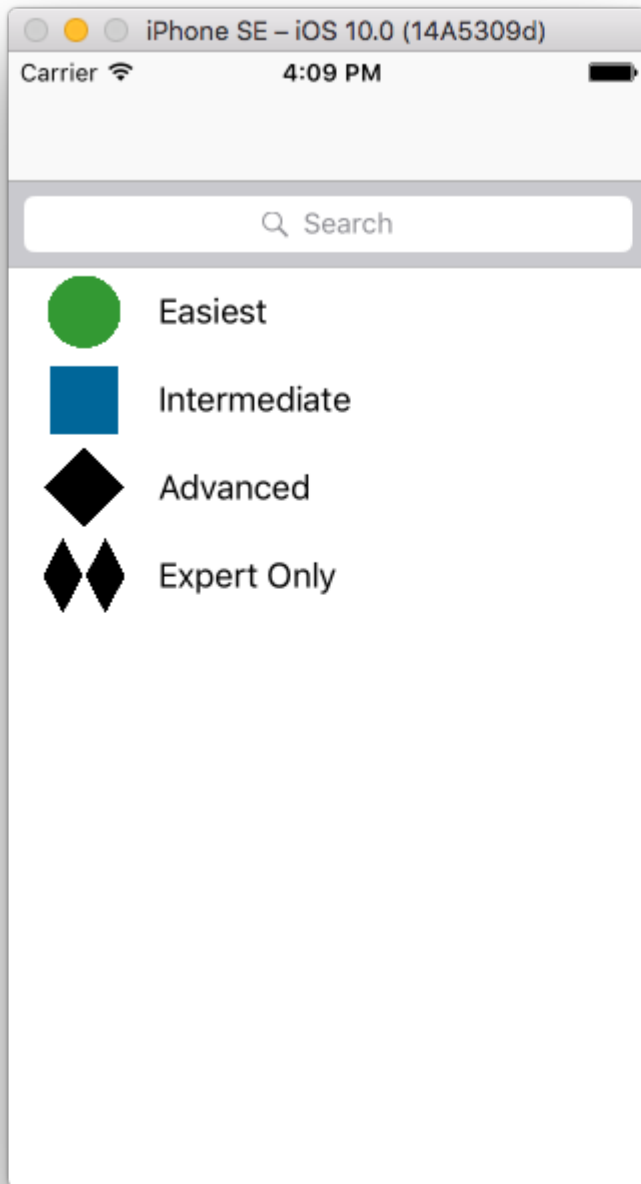 iPhone SE – iOS 10.0 (14A5309d)
Carrier 4:09 PM
Search
Easiest
Intermediate
Advanced
Expert Only